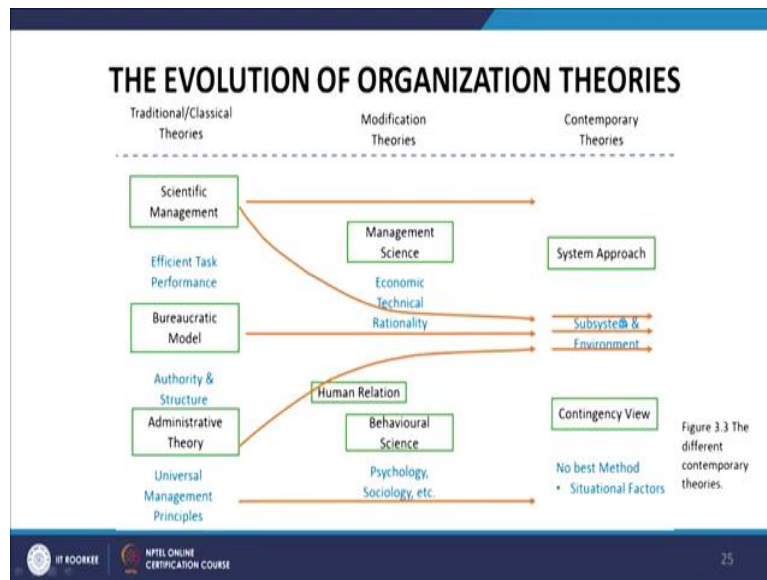 THE EVOLUTION OF ORGANIZATION THEORIES
Traditional/Classical
Theories
Modification
Theories
Contemporary
Theories
Scientific
Management
Efficient Task
Performance
Bureaucratic
Model
Authority &
Structure
Administrative
Theory
Universal
Management
Principles
Management
Science
Economic
Technical
Rationality
Human Relation
Behavioural
Science
Psychology,
Sociology, etc.
System Approach
Subsystem &
Environment
Contingency View
No best Method
• Situational Factors
Figure 3.3 The
different
contemporary
theories.
IIT ROORKEE
NPTEL ONLINE
CERTIFICATION COURSE
25